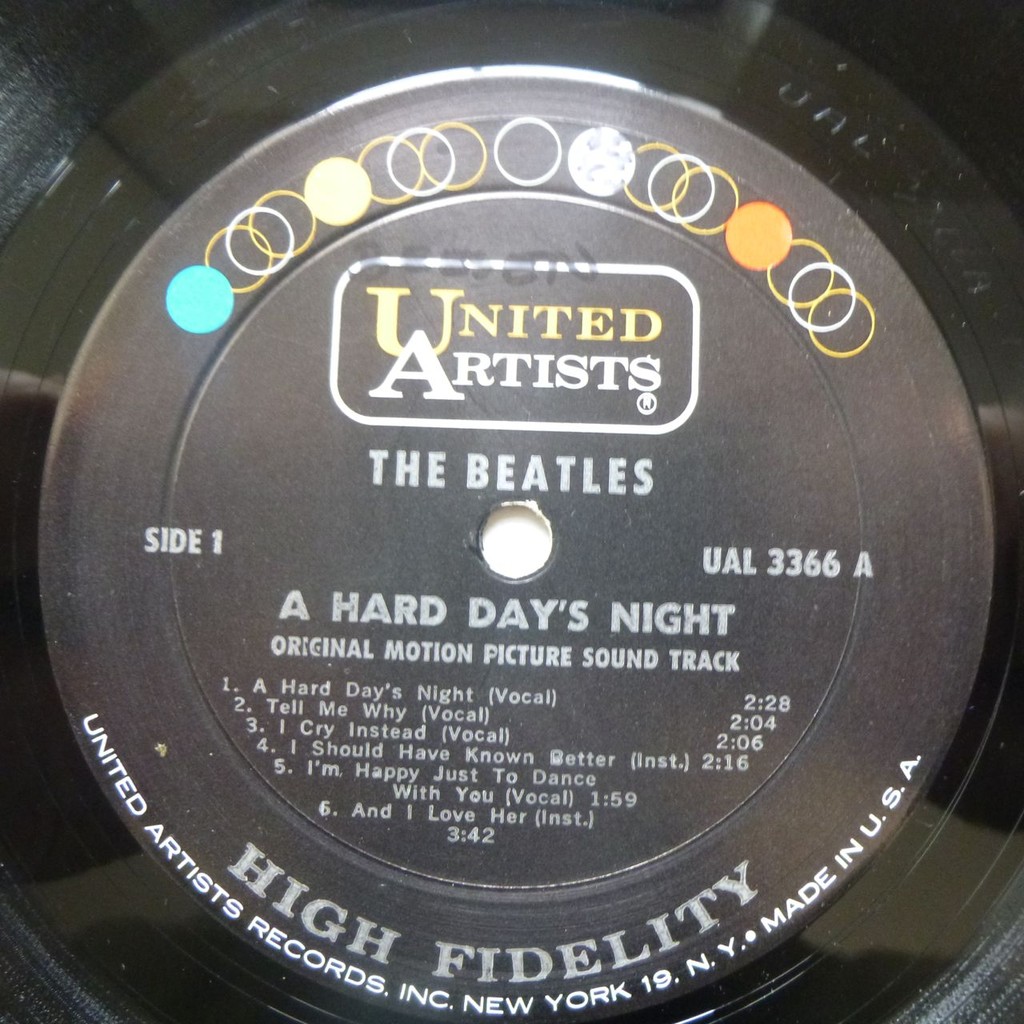 UNITED
ARTISTS
®
THE BEATLES
SIDE 1
UAL 3366 A
A HARD DAY'S NIGHT
ORIGINAL MOTION PICTURE SOUND TRACK
1. A Hard Day's Night (Vocal) 2:28
2. Tell Me Why (Vocal) 2:04
3. I Cry Instead (Vocal) 2:06
4. I Should Have Known Better (Inst.) 2:16
5. I'm Happy Just To Dance
With You (Vocal) 1:59
6. And I Love Her (Inst.)
3:42
HIGH FIDELITY
UNITED ARTISTS RECORDS, INC. NEW YORK 19, N. Y. • MADE IN U. S. A.